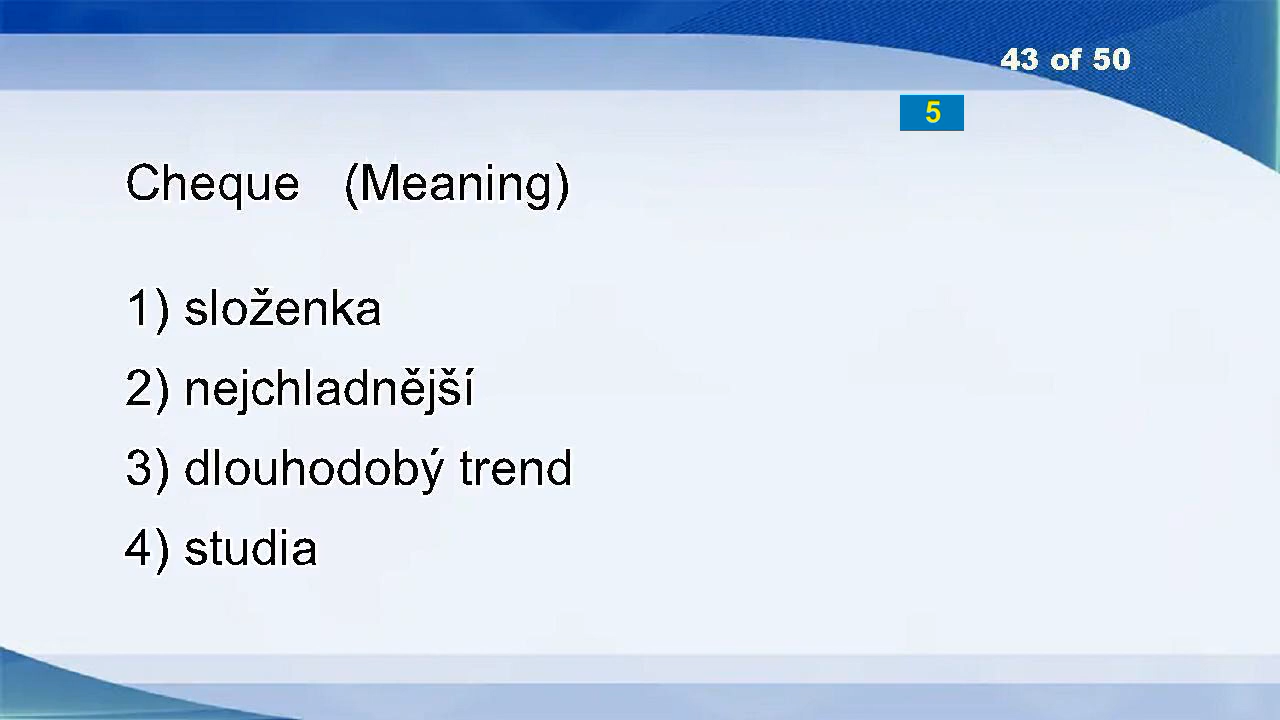 43 of 50
5
Cheque (Meaning)
1) složenka
2) nejchladnější
3) dlouhodobý trend
4) studia